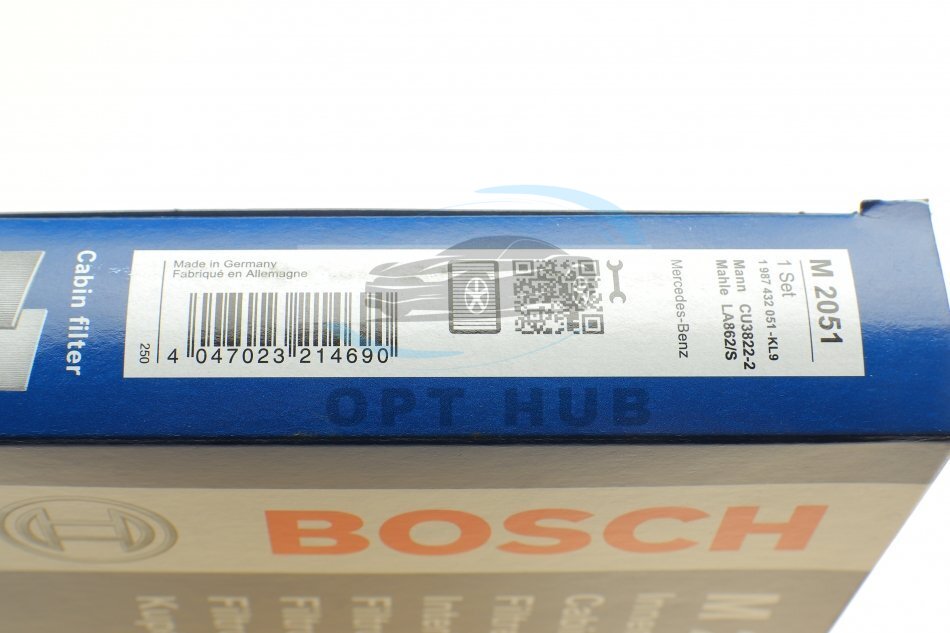 Cabin filter
Made in Germany
Fabriqué en Allemagne
250
4 047023 214690
Mercedes-Benz
M 2051
1 Set
1 987 432 051 -KL9
Mann CU3822-2
Mahle LA862/S
OPT HUB
BOSCH